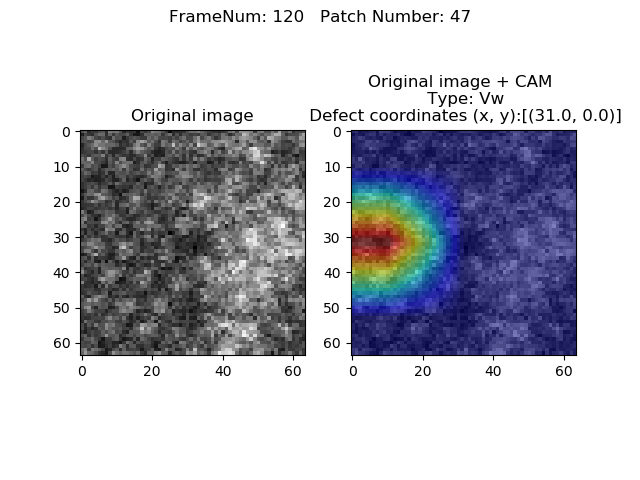 FrameNum: 120   Patch Number: 47
Original image
0
10
20
30
40
50
60
0 20 40 60
Original image + CAM
Type: Vw
Defect coordinates (x, y):[(31.0, 0.0)]
0
10
20
30
40
50
60
0 20 40 60